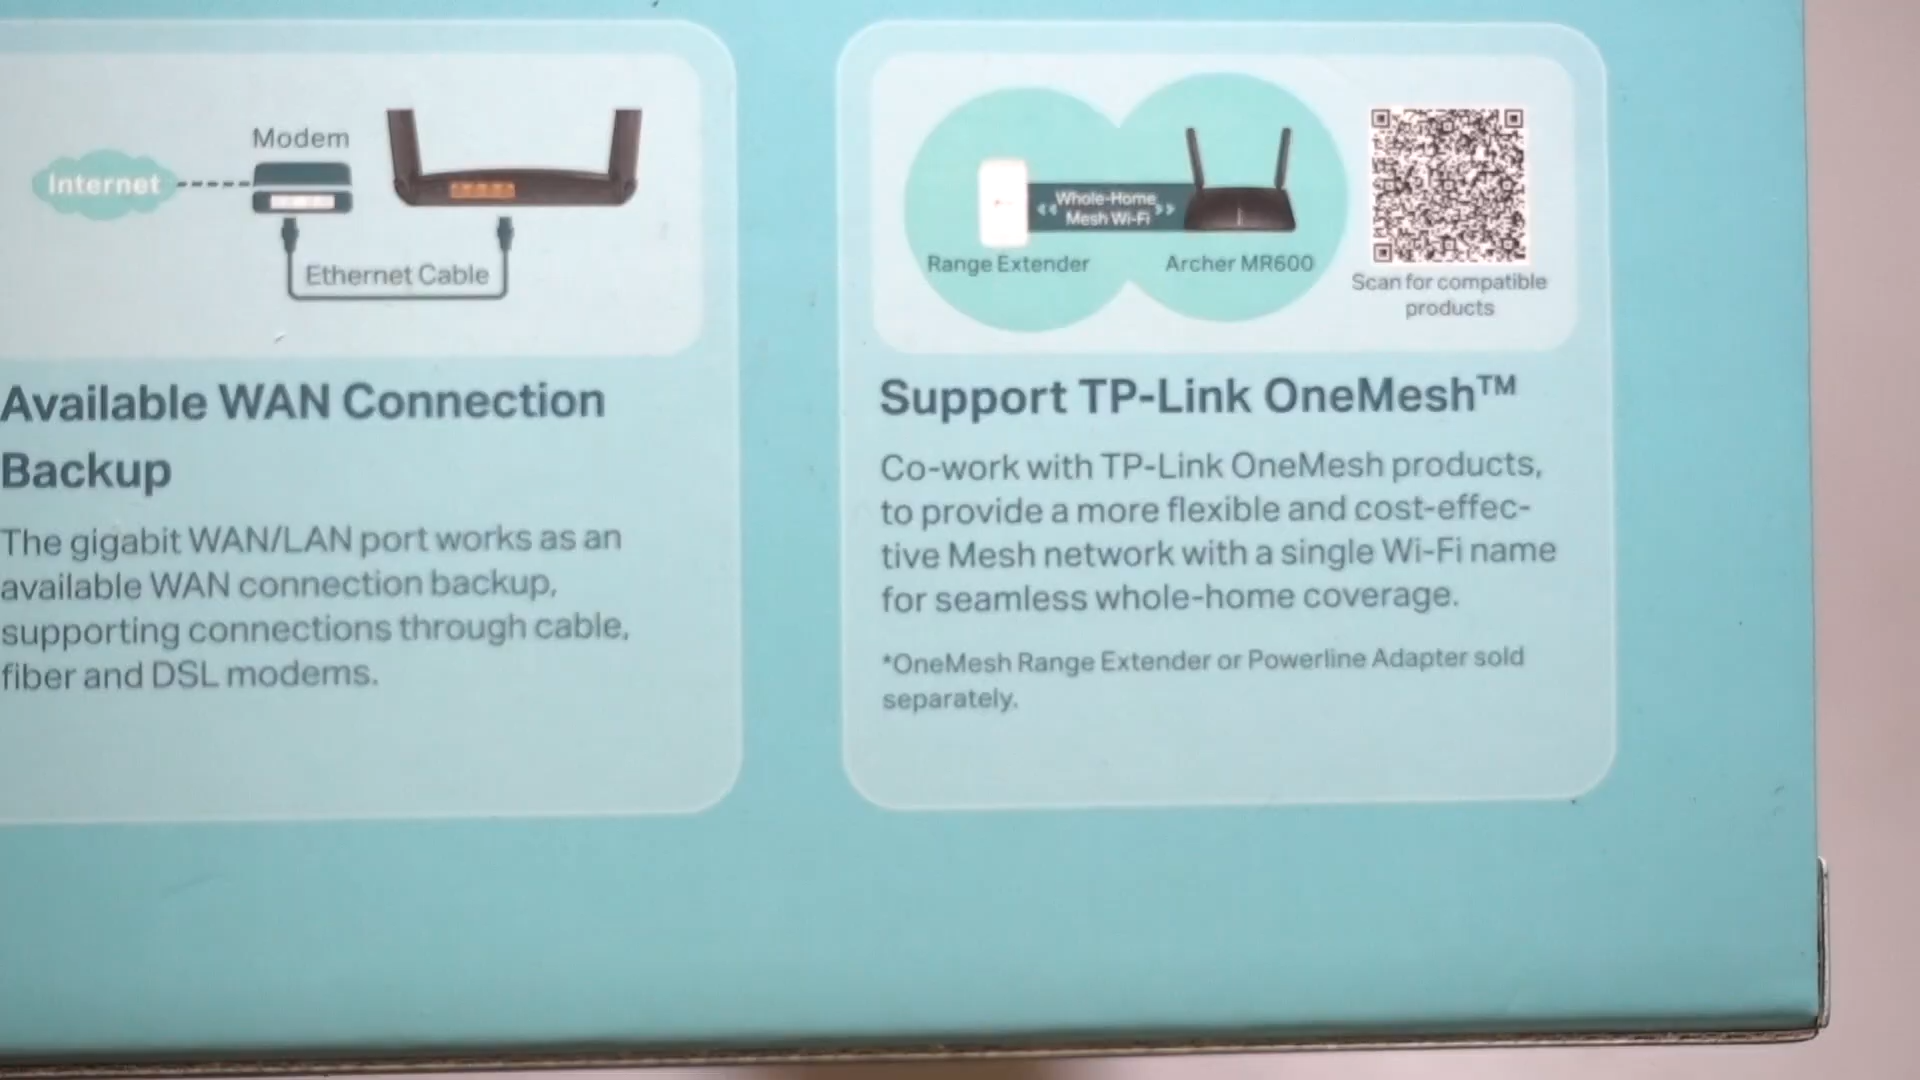 Modem
Internet
Ethernet Cable
Available WAN Connection
Backup
The gigabit WAN/LAN port works as an
available WAN connection backup,
supporting connections through cable,
fiber and DSL modems.
Whole-Home
Mesh Wi-Fi
Range Extender
Archer MR600
Scan for compatible
products
Support TP-Link OneMesh™
Co-work with TP-Link OneMesh products,
to provide a more flexible and cost-effec-
tive Mesh network with a single Wi-Fi name
for seamless whole-home coverage.
*OneMesh Range Extender or Powerline Adapter sold
separately.